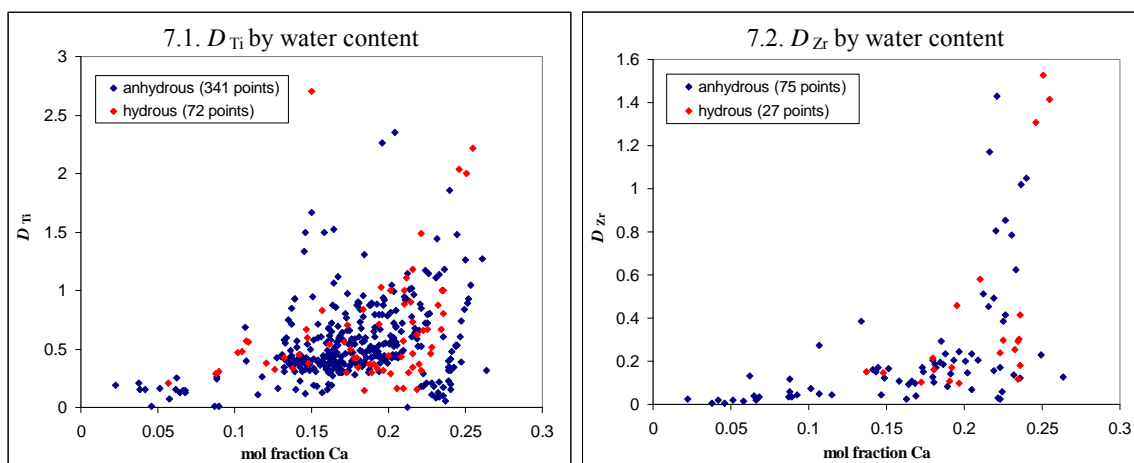 7.1. D Ti by water content
3
2.5
2
1.5
1
0.5
0
D Ti
anhydrous (341 points)
hydrous (72 points)
0 0.05 0.1 0.15 0.2 0.25 0.3
mol fraction Ca
7.2. D Zr by water content
1.6
1.4
1.2
1
0.8
0.6
0.4
0.2
0
D Zr
anhydrous (75 points)
hydrous (27 points)
0 0.05 0.1 0.15 0.2 0.25 0.3
mol fraction Ca